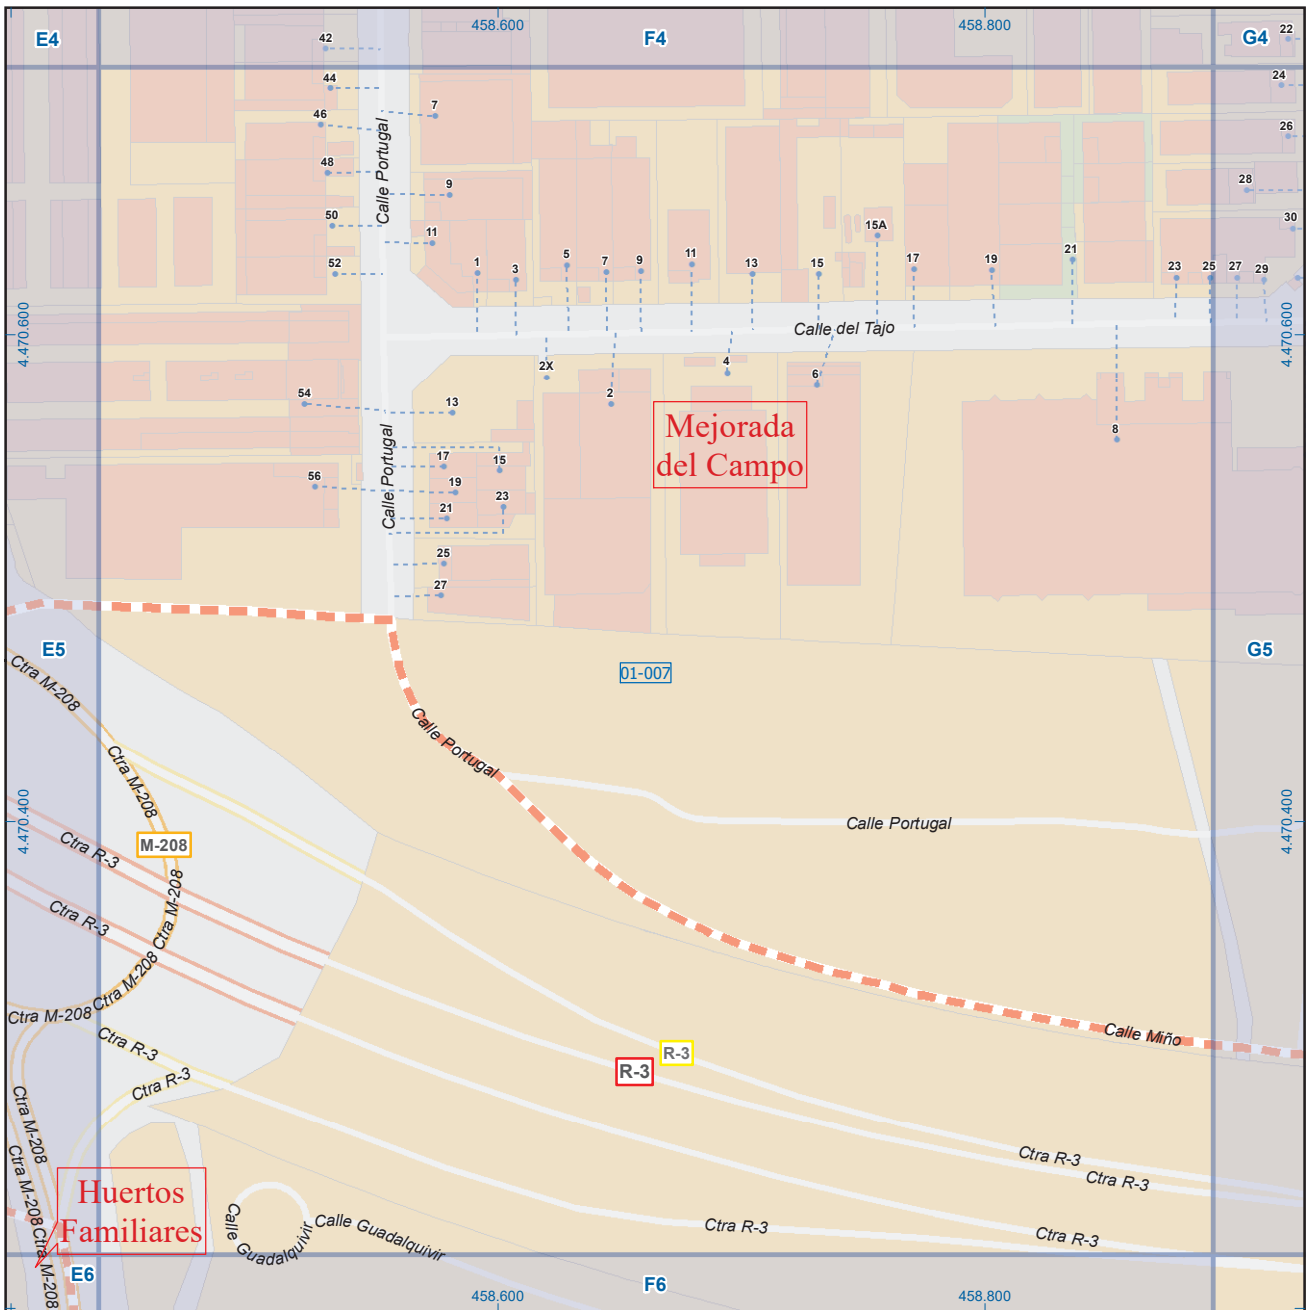 458.600
458.800
E4
F4
G4
42
22
44
24
7
46
26
Calle Portugal
48
28
9
50
30
11
15A
21
1
3
5
7
9
11
13
15
17
19
23
25
27
29
52
4.470.600
4.470.600
Calle del Tajo
2X
4
6
54
13
2
8
Mejorada
del Campo
Calle Portugal
17
15
56
19
23
21
25
27
E5
G5
01-007
Ctra M-208
Calle Portugal
Ctra M-208
4.470.400
4.470.400
Calle Portugal
M-208
Ctra R-3
Ctra M-208
Ctra R-3
Ctra M-208
Ctra M-208
Calle Miño
Ctra R-3
R-3
R-3
Ctra R-3
Ctra M-208
Ctra R-3
Ctra R-3
Ctra M-208
Huertos
Familiares
Calle Guadalquivir
Calle Guadalquivir
Ctra R-3
Ctra R-3
Ctra M-208
E6
F6
458.600
458.800